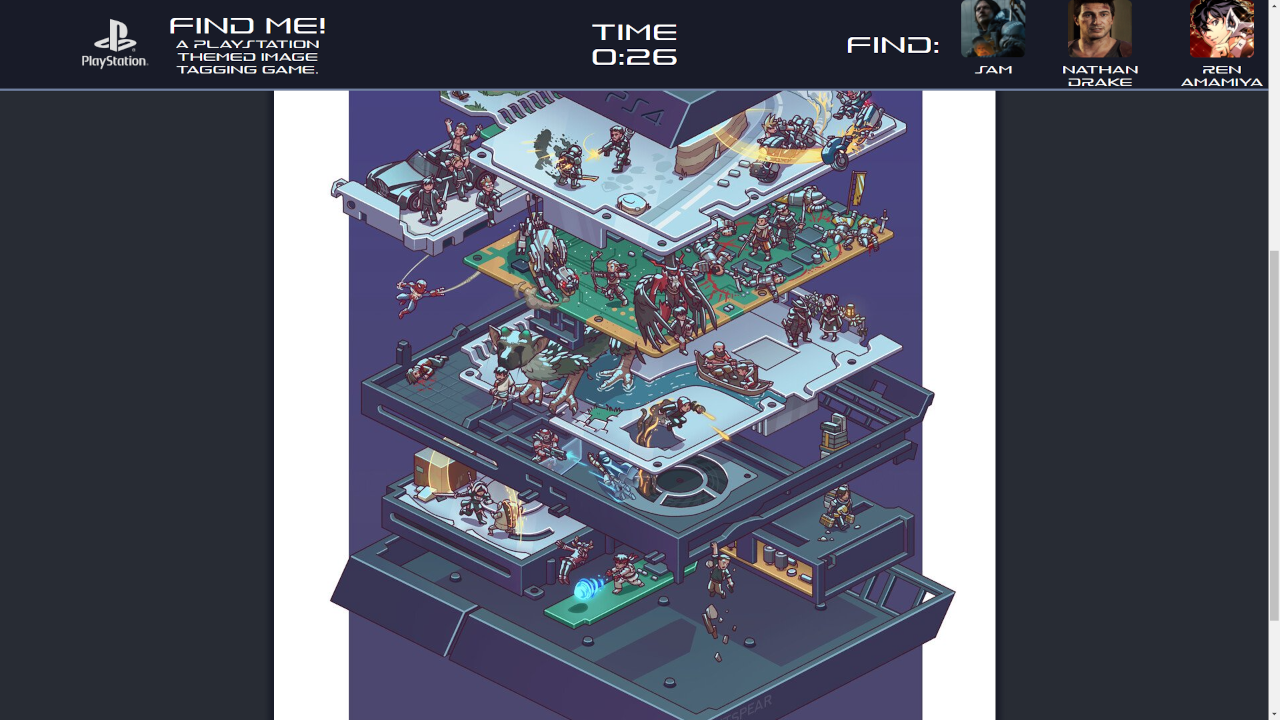 PlayStation
FIND ME!
A PLAYSTATION
THEMED IMAGE
TAGGING GAME.
TIME
0:26
FIND:
SAM
NATHAN
DRAKE
REN
AMAMIYA
PS4